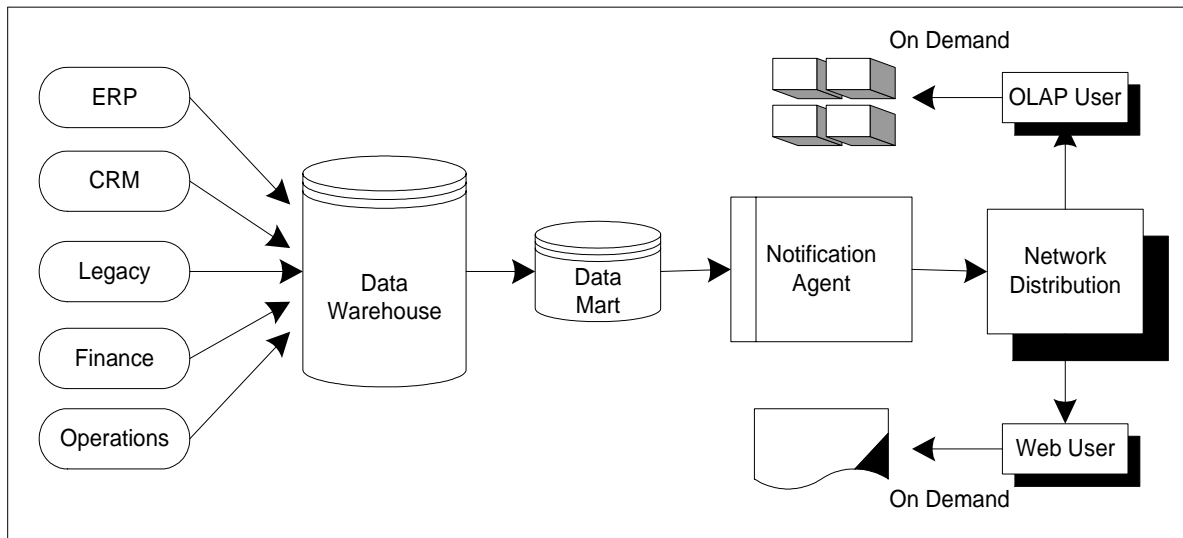 ERP
CRM
Legacy
Finance
Operations
Data
Warehouse
Data
Mart
Notification
Agent
Network
Distribution
On Demand
OLAP User
Web User
On Demand